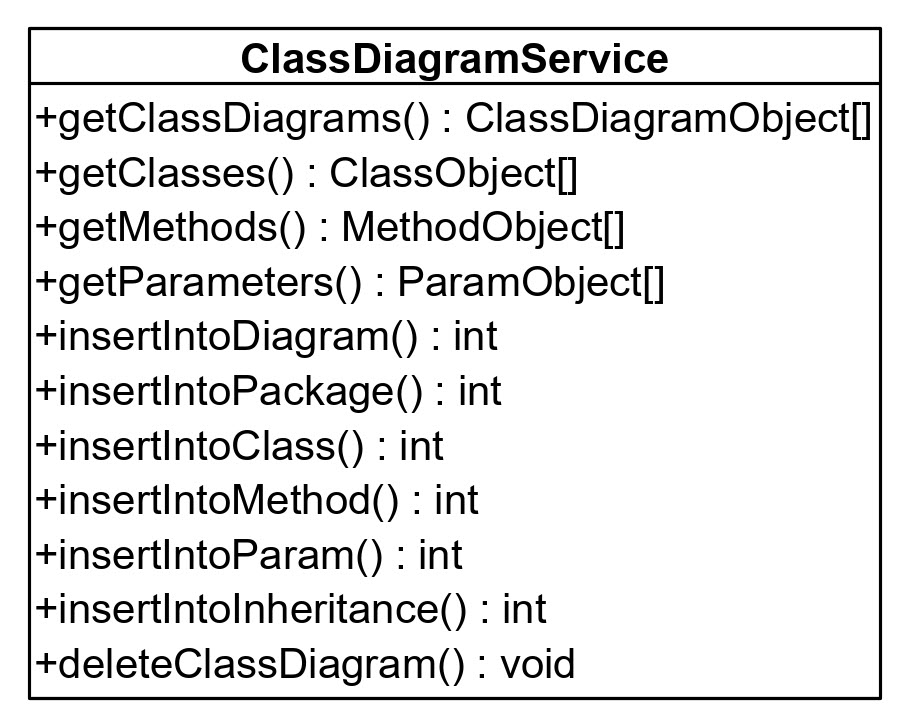 ClassDiagramService
+getClassDiagrams() : ClassDiagramObject[]
+getClasses() : ClassObject[]
+getMethods() : MethodObject[]
+getParameters() : ParamObject[]
+insertIntoDiagram() : int
+insertIntoPackage() : int
+insertIntoClass() : int
+insertIntoMethod() : int
+insertIntoParam() : int
+insertIntoInheritance() : int
+deleteClassDiagram() : void